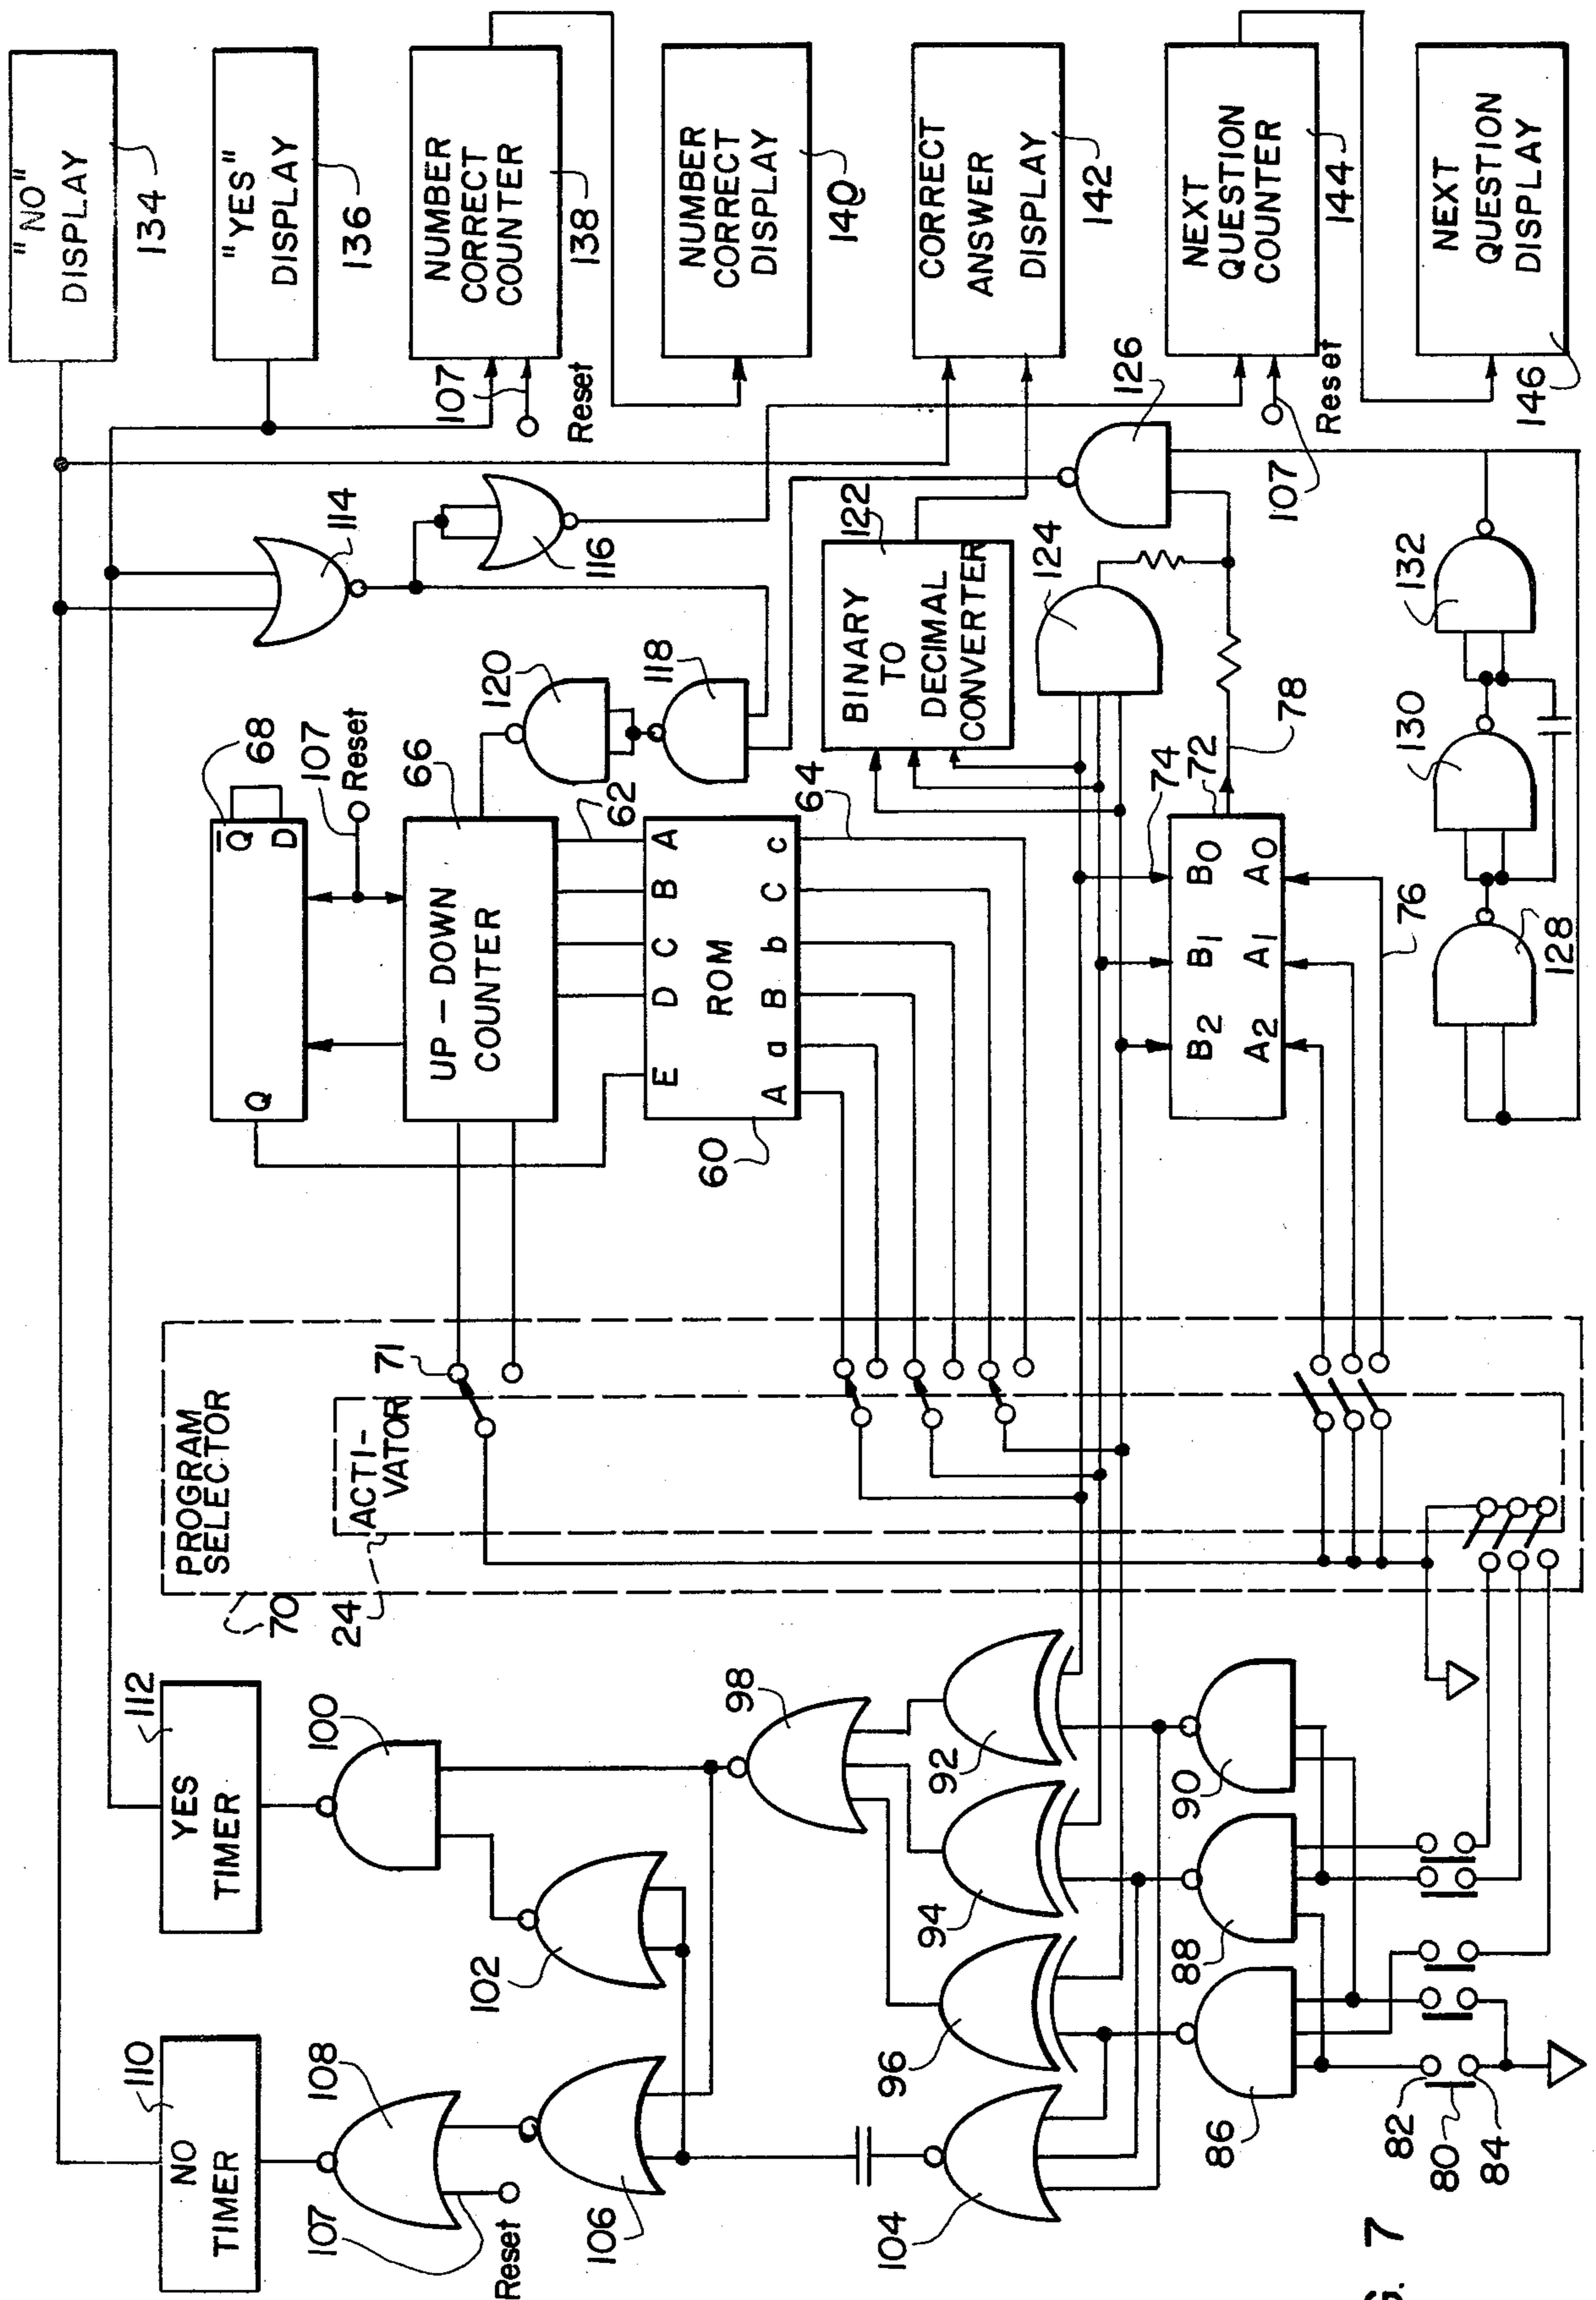 "NO"
DISPLAY
134
"YES"
DISPLAY
136
NUMBER
CORRECT
COUNTER
138
107
Reset
NUMBER
CORRECT
DISPLAY
140
CORRECT
ANSWER
DISPLAY
142
NEXT
QUESTION
COUNTER
144
107
Reset
NEXT
QUESTION
DISPLAY
146
114
116
118
120
122
BINARY
TO
DECIMAL
CONVERTER
124
126
128
130
132
Q̅
D
Q
68
107
Reset
66
UP-DOWN
COUNTER
62
E D C B A
ROM
A a B b C c
60
64
74
72
78
B2 B1 B0
A2 A1 A0
76
PROGRAM
SELECTOR
70
ACTI-
VATOR
24
71
YES
TIMER
112
100
98
102
NO
TIMER
110
108
107
Reset
106
104
96
94
92
90
88
86
82
80
84
G. 7